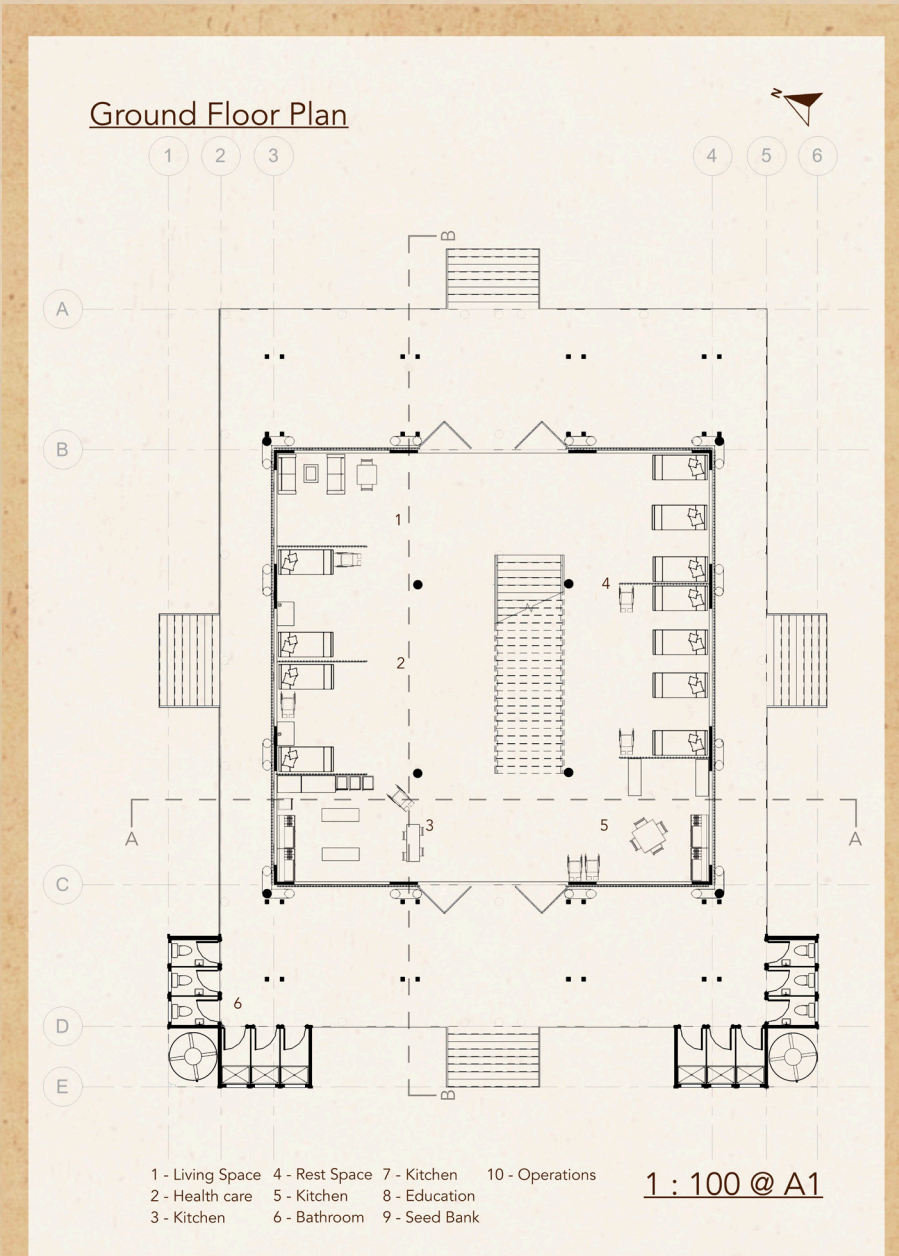 Ground Floor Plan
N
1 2 3 4 5 6
B
A
B
1
4
2
A 3 5 A
C
6
D
E
B
1 - Living Space 4 - Rest Space 7 - Kitchen 10 - Operations
2 - Health care 5 - Kitchen 8 - Education
3 - Kitchen 6 - Bathroom 9 - Seed Bank
1 : 100 @ A1